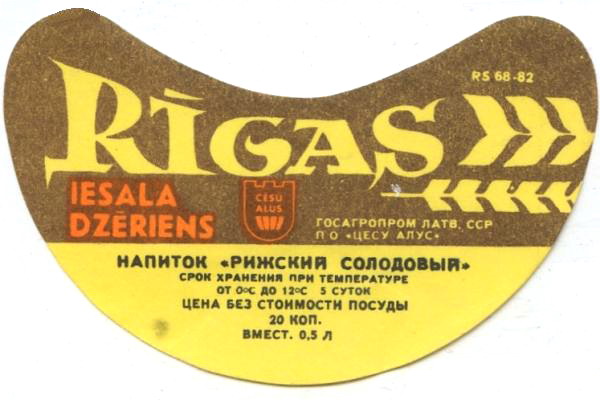 RS 68-82
RĪGAS
IESALA
DZĒRIENS
CĒSU
ALUS
ГОСАГРОПРОМ ЛАТВ. ССР
П О «ЦЕСУ АЛУС»
НАПИТОК «РИЖСКИЙ СОЛОДОВЫЙ»
СРОК ХРАНЕНИЯ ПРИ ТЕМПЕРАТУРЕ
ОТ 0°С ДО 12°С 5 СУТОК
ЦЕНА БЕЗ СТОИМОСТИ ПОСУДЫ
20 КОП.
ВМЕСТ. 0,5 Л